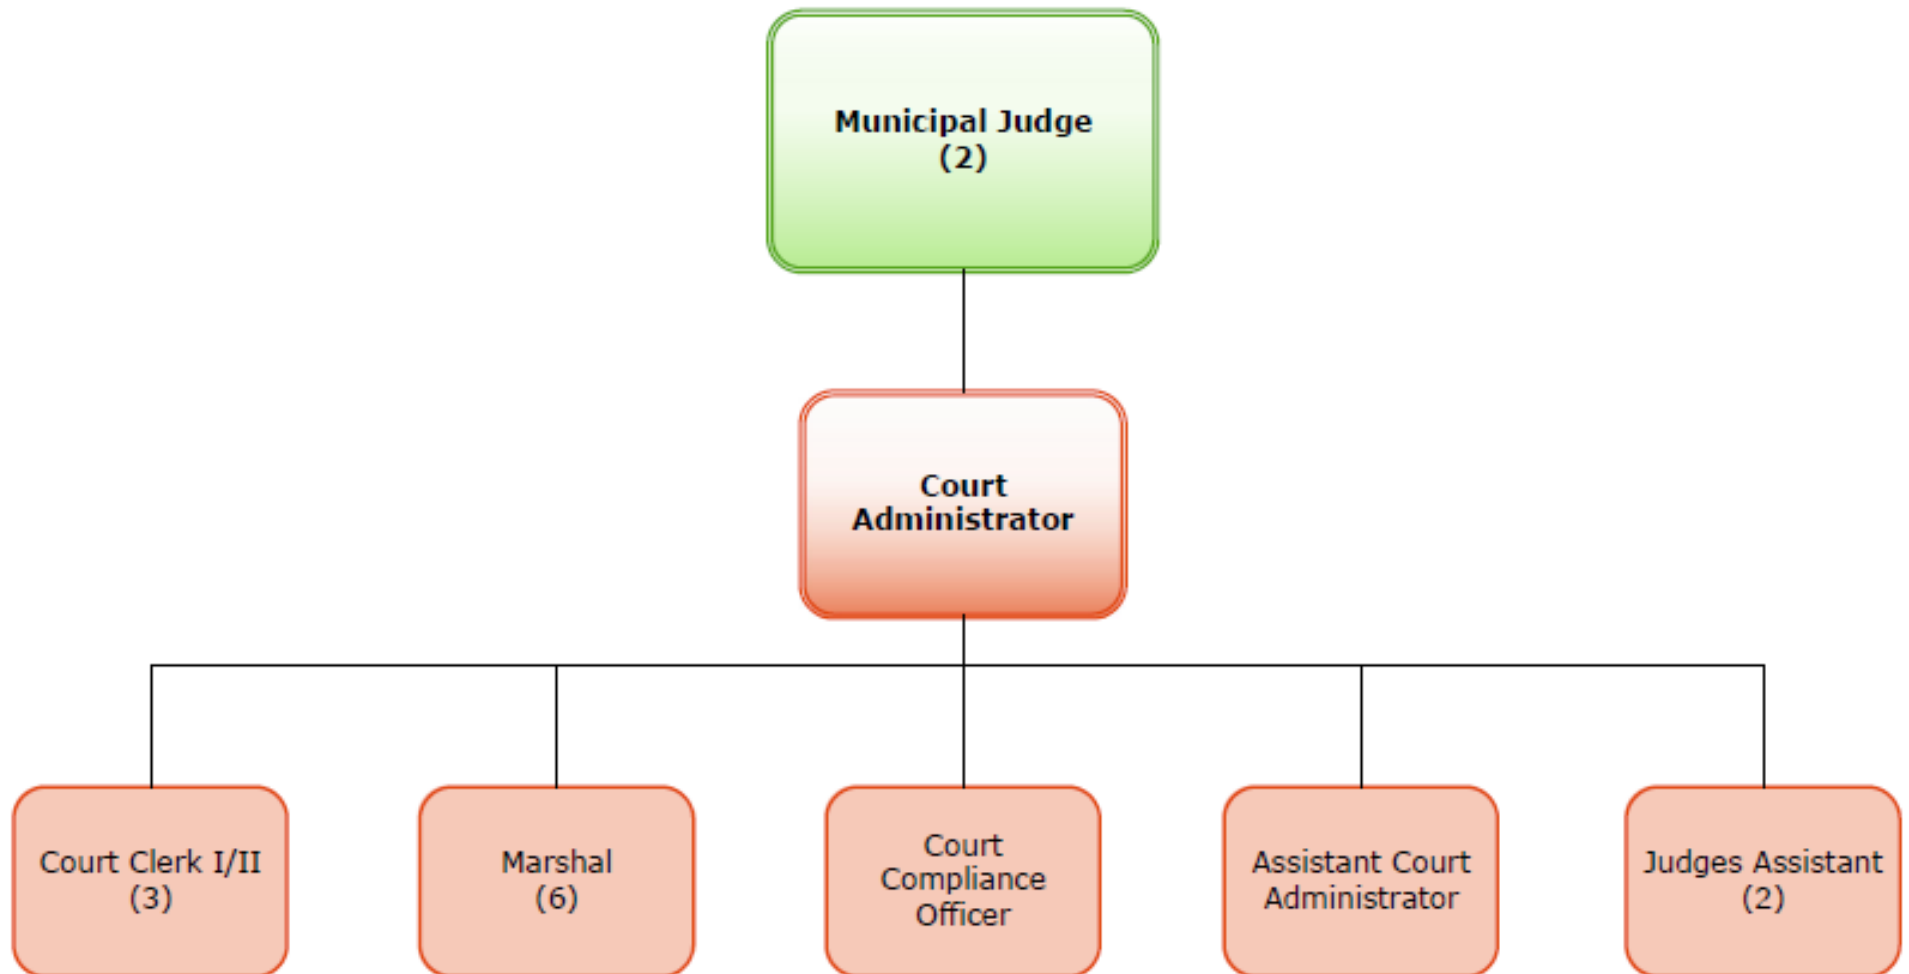 Municipal Judge
(2)
Court
Administrator
Court Clerk I/II
(3)
Marshal
(6)
Court
Compliance
Officer
Assistant Court
Administrator
Judges Assistant
(2)